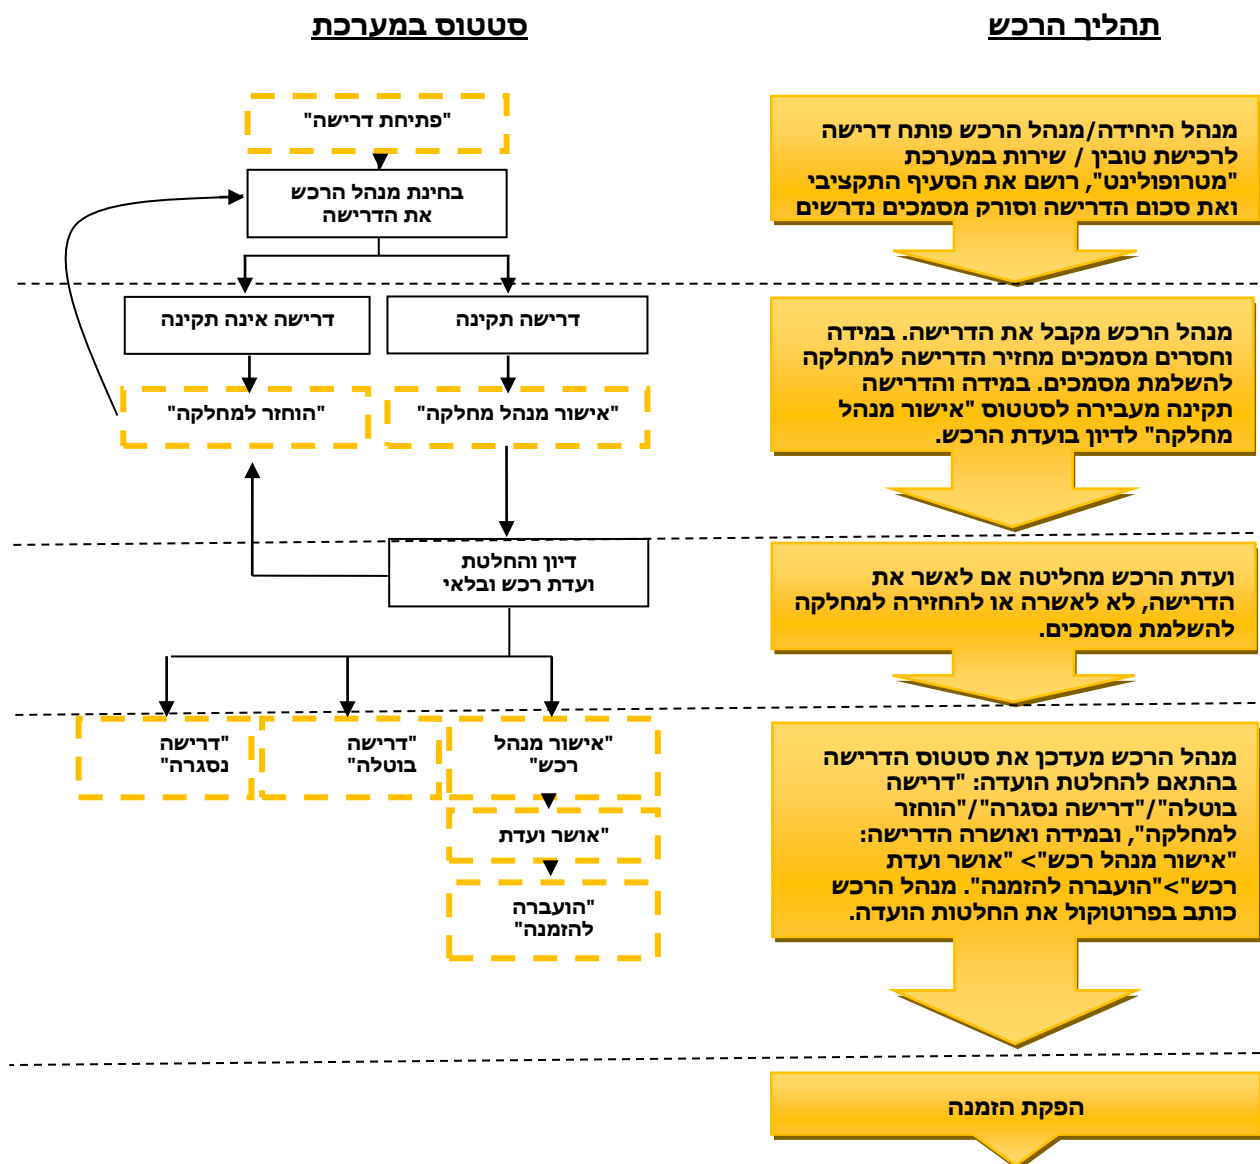 תהליך הרכש
סטטוס במערכת
מנהל היחידה/מנהל הרכש פותח דרישה
לרכישת טובין / שירות במערכת
"מטרופולינט", רושם את הסעיף התקציבי
ואת סכום הדרישה וסורק מסמכים נדרשים
"פתיחת דרישה"
בחינת מנהל הרכש
את הדרישה
מנהל הרכש מקבל את הדרישה. במידה
וחסרים מסמכים מחזיר הדרישה למחלקה
להשלמת מסמכים. במידה והדרישה
תקינה מעבירה לסטטוס "אישור מנהל
מחלקה" לדיון בועדת הרכש.
דרישה תקינה
דרישה אינה תקינה
"אישור מנהל מחלקה"
"הוחזר למחלקה"
ועדת הרכש מחליטה אם לאשר את
הדרישה, לא לאשרה או להחזירה למחלקה
להשלמת מסמכים.
דיון והחלטת
ועדת רכש ובלאי
מנהל הרכש מעדכן את סטטוס הדרישה
בהתאם להחלטת הועדה: "דרישה
בוטלה"/"דרישה נסגרה"/"הוחזר
למחלקה", ובמידה ואושרה הדרישה:
"אישור מנהל רכש"> "אושר ועדת
רכש">"הועברה להזמנה". מנהל הרכש
כותב בפרוטוקול את החלטות הועדה.
"אישור מנהל
רכש"
"דרישה
בוטלה"
"דרישה
נסגרה"
"אושר ועדת
"הועברה
להזמנה"
הפקת הזמנה